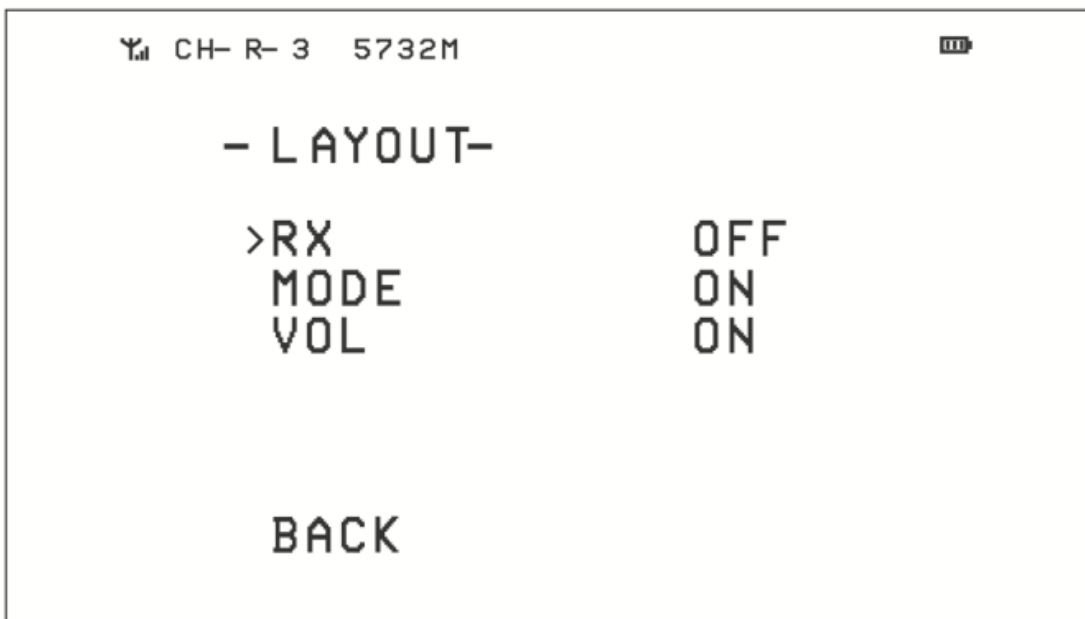 CH-R-3 5732M
-LAYOUT-
>RX OFF
MODE ON
VOL ON
BACK